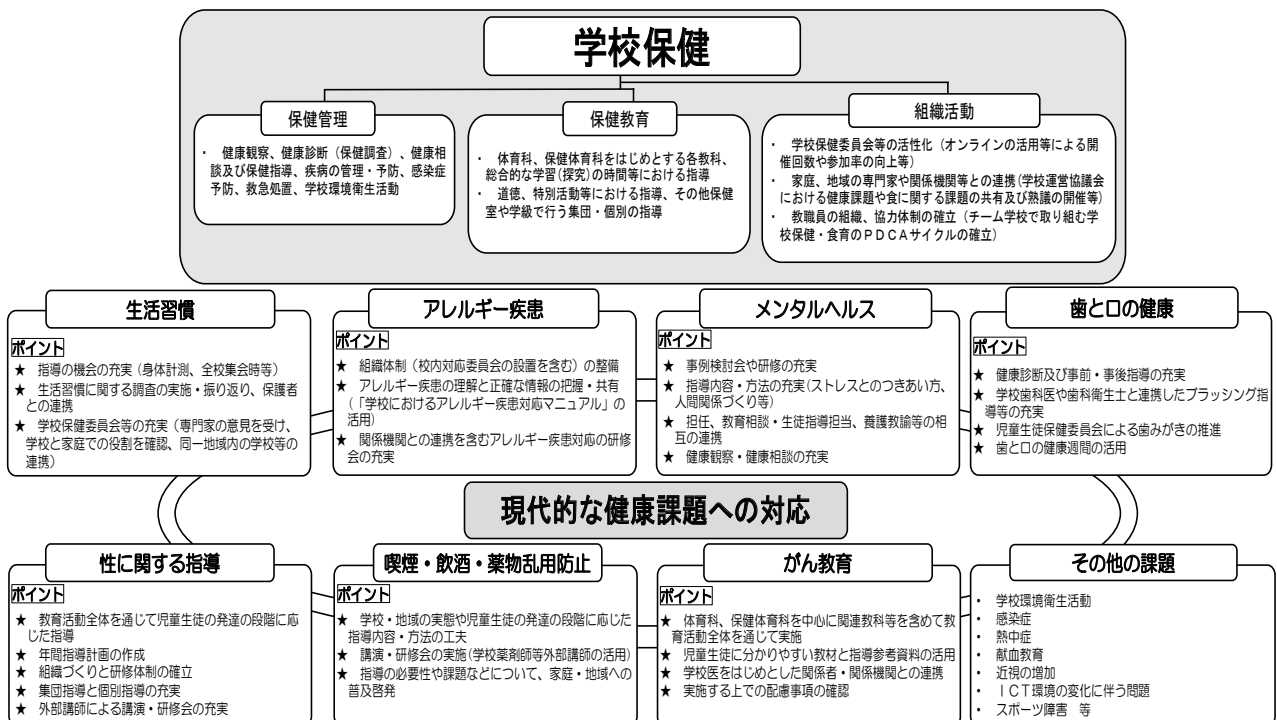 学校保健
保健管理
・　健康観察、健康診断（保健調査）、健康相
談及び保健指導、疾病の管理・予防、感染症
予防、救急処置、学校環境衛生活動
保健教育
・　体育科、保健体育科をはじめとする各教科、
総合的な学習(探究)の時間等における指導
・　道徳、特別活動等における指導、その他保健
室や学級で行う集団・個別の指導
組織活動
・　学校保健委員会等の活性化（オンラインの活用等による開
催回数や参加率の向上等）
・　家庭、地域の専門家や関係機関等との連携(学校運営協議会
における健康課題や食に関する課題の共有及び熟議の開催等)
・　教職員の組織、協力体制の確立（チーム学校で取り組む学
校保健・食育のＰＤＣＡサイクルの確立）
生活習慣
ポイント
★　指導の機会の充実（身体計測、全校集会時等）
★　生活習慣に関する調査の実施・振り返り、保護者
との連携
★　学校保健委員会等の充実（専門家の意見を受け、
学校と家庭での役割を確認、同一地域内の学校等の
連携）
アレルギー疾患
ポイント
★　組織体制（校内対応委員会の設置を含む）の整備
★　アレルギー疾患の理解と正確な情報の把握・共有
（「学校におけるアレルギー疾患対応マニュアル」の
活用）
★　関係機関との連携を含むアレルギー疾患対応の研修
会の充実
メンタルヘルス
ポイント
★　事例検討会や研修の充実
★　指導内容・方法の充実(ストレスとのつきあい方、
人間関係づくり等)
★　担任、教育相談・生徒指導担当、養護教諭等の相
互の連携
★　健康観察・健康相談の充実
歯と口の健康
ポイント
★　健康診断及び事前・事後指導の充実
★　学校歯科医や歯科衛生士と連携したブラッシング指
導等の充実
★　児童生徒保健委員会による歯みがきの推進
★　歯と口の健康週間の活用
現代的な健康課題への対応
性に関する指導
ポイント
★　教育活動全体を通じて児童生徒の発達の段階に応
じた指導
★　年間指導計画の作成
★　組織づくりと研修体制の確立
★　集団指導と個別指導の充実
★　外部講師による講演・研修会の充実
喫煙・飲酒・薬物乱用防止
ポイント
★　学校・地域の実態や児童生徒の発達の段階に応じた
指導内容・方法の工夫
★　講演・研修会の実施(学校薬剤師等外部講師の活用)
★　指導の必要性や課題などについて、家庭・地域への
普及啓発
がん教育
ポイント
★　体育科、保健体育科を中心に関連教科等を含めて教
育活動全体を通じて実施
★　児童生徒に分かりやすい教材と指導参考資料の活用
★　学校医をはじめとした関係者・関係機関との連携
★　実施する上での配慮事項の確認
その他の課題
・　学校環境衛生活動
・　感染症
・　熱中症
・　献血教育
・　近視の増加
・　ＩＣＴ環境の変化に伴う問題
・　スポーツ障害　等